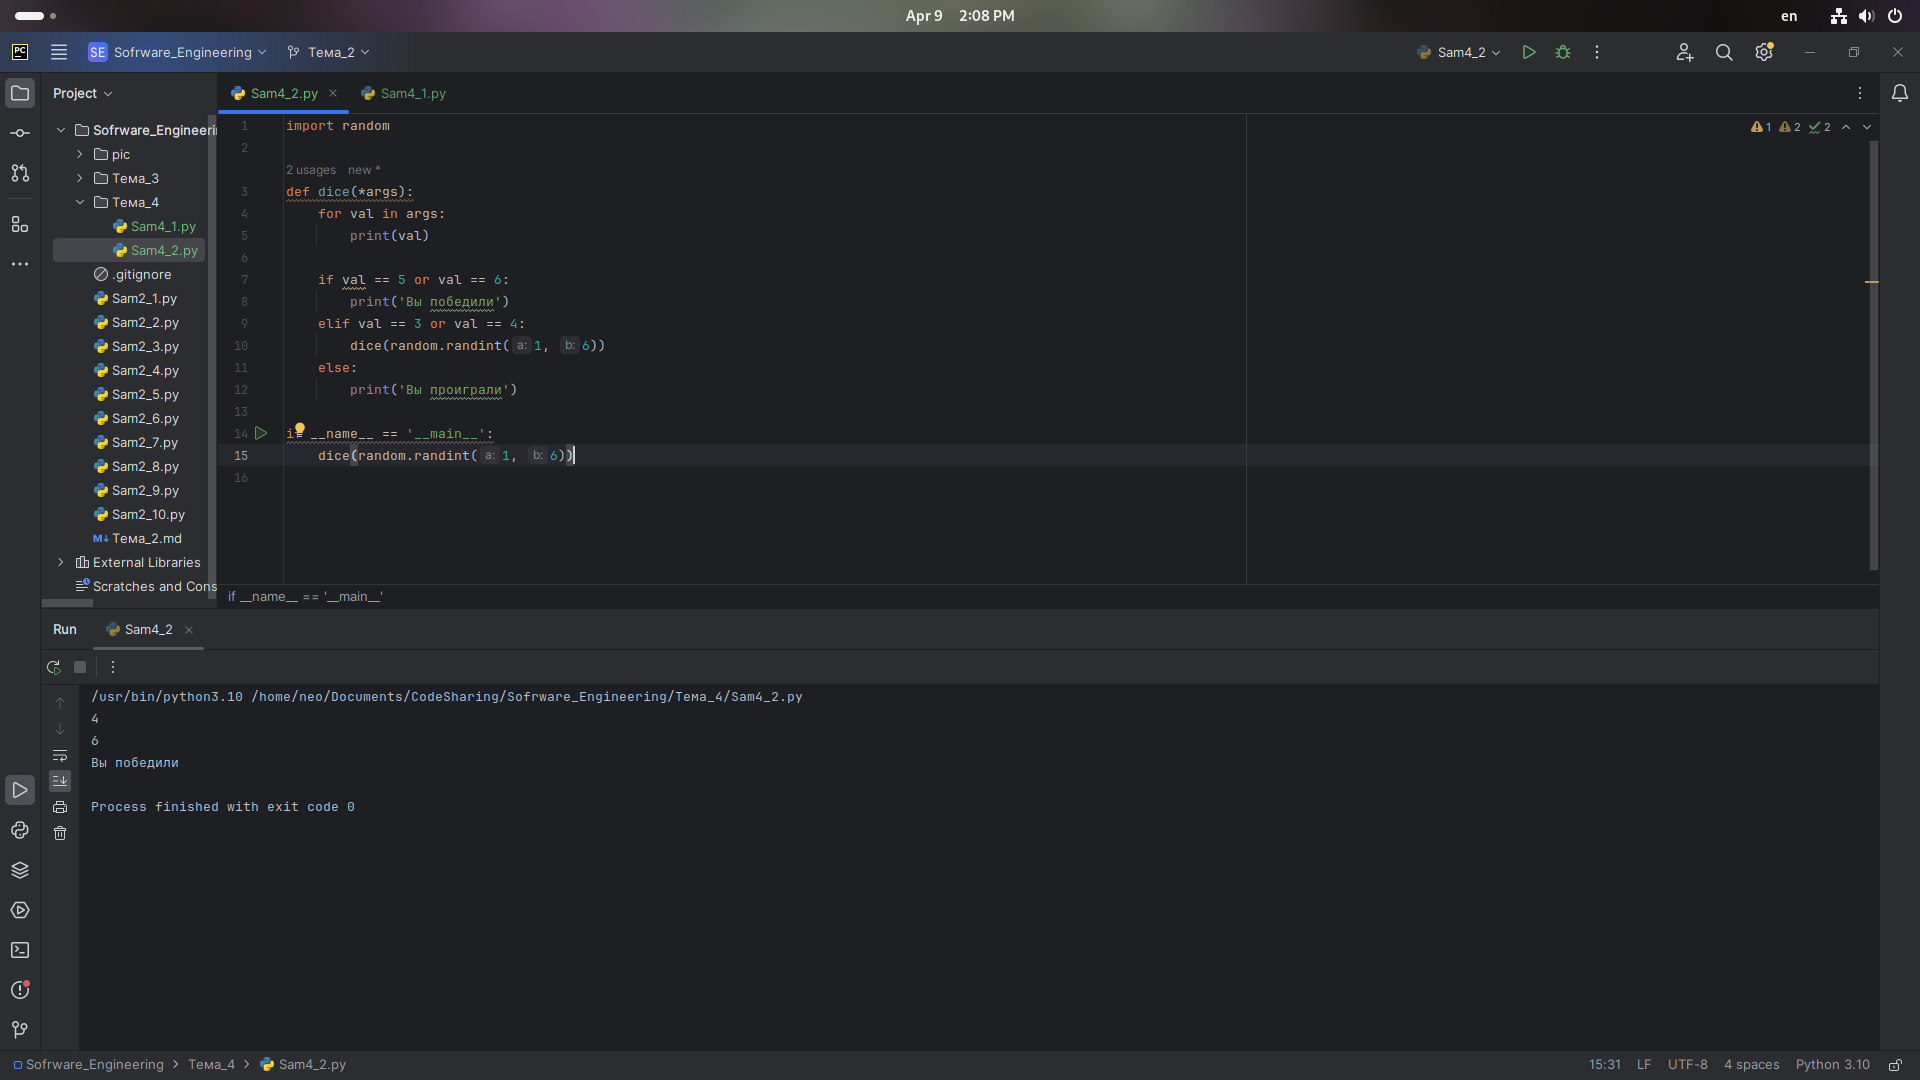 Apr 9 2:08 PM
en
PC
SE Sofrware_Engineering
Тема_2
Sam4_2
Project
Sam4_2.py
Sam4_1.py
Sofrware_Engineeri
pic
Тема_3
Тема_4
Sam4_1.py
Sam4_2.py
.gitignore
Sam2_1.py
Sam2_2.py
Sam2_3.py
Sam2_4.py
Sam2_5.py
Sam2_6.py
Sam2_7.py
Sam2_8.py
Sam2_9.py
Sam2_10.py
M↓ Тема_2.md
External Libraries
Scratches and Cons
1 2 2
1 import random
2
2 usages new *
3 def dice(*args):
4 for val in args:
5 print(val)
6
7 if val == 5 or val == 6:
8 print('Вы победили')
9 elif val == 3 or val == 4:
10 dice(random.randint( a: 1, b: 6))
11 else:
12 print('Вы проиграли')
13
14 i __name__ == '__main__':
15 dice(random.randint( a: 1, b: 6))
16
if __name__ == '__main__'
Run
Sam4_2
/usr/bin/python3.10 /home/neo/Documents/CodeSharing/Sofrware_Engineering/Тема_4/Sam4_2.py
4
6
Вы победили
Process finished with exit code 0
Sofrware_Engineering > Тема_4 > Sam4_2.py
15:31 LF UTF-8 4 spaces Python 3.10